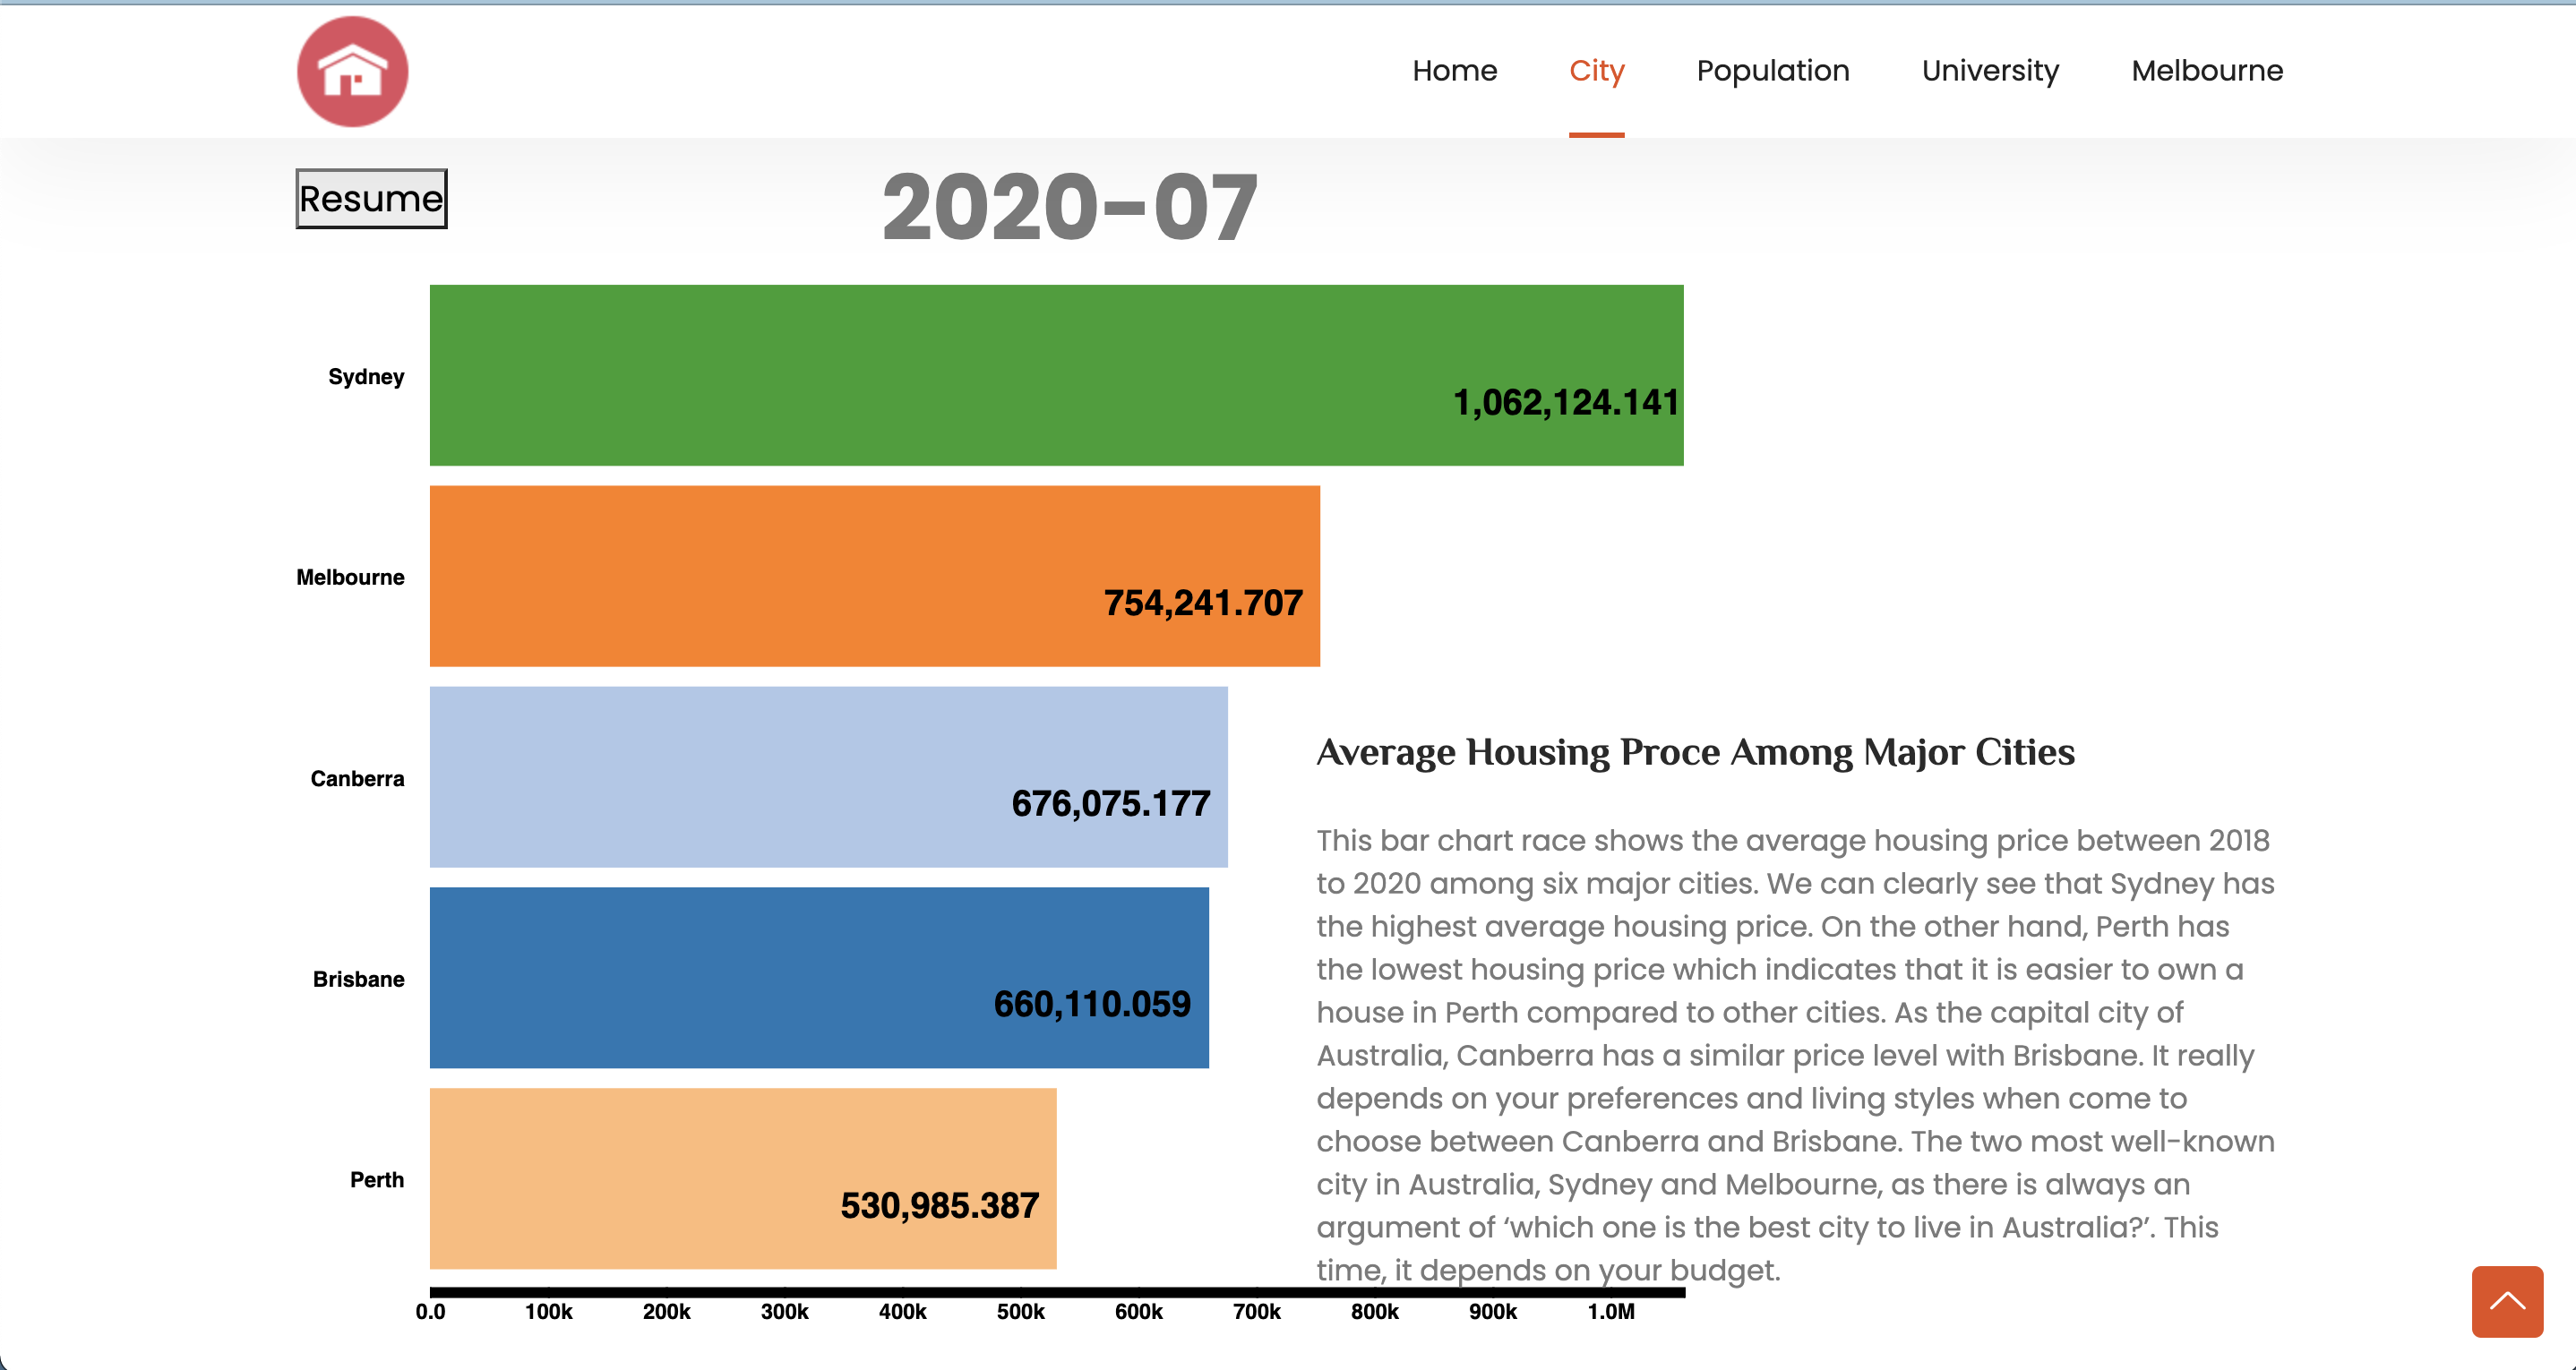 Home City Population University Melbourne
Resume
2020-07
Sydney
1,062,124.141
Melbourne
754,241.707
Canberra
676,075.177
Brisbane
660,110.059
Perth
530,985.387
0.0 100k 200k 300k 400k 500k 600k 700k 800k 900k 1.0M
Average Housing Proce Among Major Cities
This bar chart race shows the average housing price between 2018
to 2020 among six major cities. We can clearly see that Sydney has
the highest average housing price. On the other hand, Perth has
the lowest housing price which indicates that it is easier to own a
house in Perth compared to other cities. As the capital city of
Australia, Canberra has a similar price level with Brisbane. It really
depends on your preferences and living styles when come to
choose between Canberra and Brisbane. The two most well-known
city in Australia, Sydney and Melbourne, as there is always an
argument of ‘which one is the best city to live in Australia?’. This
time, it depends on your budget.